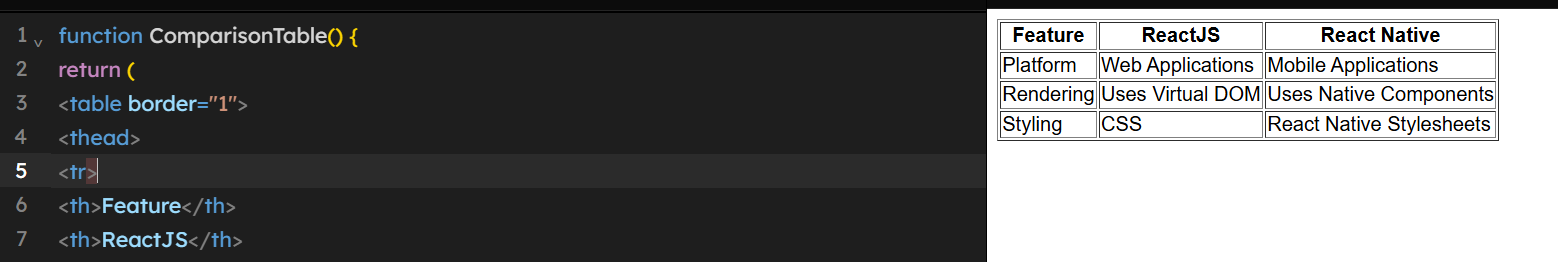 1 function ComparisonTable() {
2 return (
3 <table border="1">
4 <thead>
5 <tr>
6 <th>Feature</th>
7 <th>ReactJS</th>
Feature ReactJS React Native
Platform Web Applications Mobile Applications
Rendering Uses Virtual DOM Uses Native Components
Styling CSS React Native Stylesheets